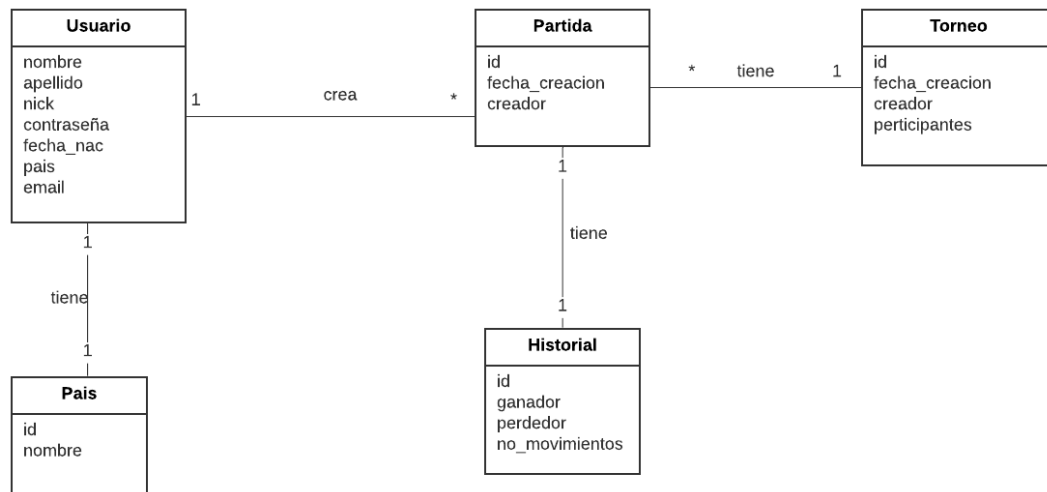 Usuario
nombre
apellido
nick
contraseña
fecha_nac
pais
email
1
crea
*
Partida
id
fecha_creacion
creador
*
tiene
1
Torneo
id
fecha_creacion
creador
perticipantes
1
tiene
1
Pais
id
nombre
1
tiene
1
Historial
id
ganador
perdedor
no_movimientos